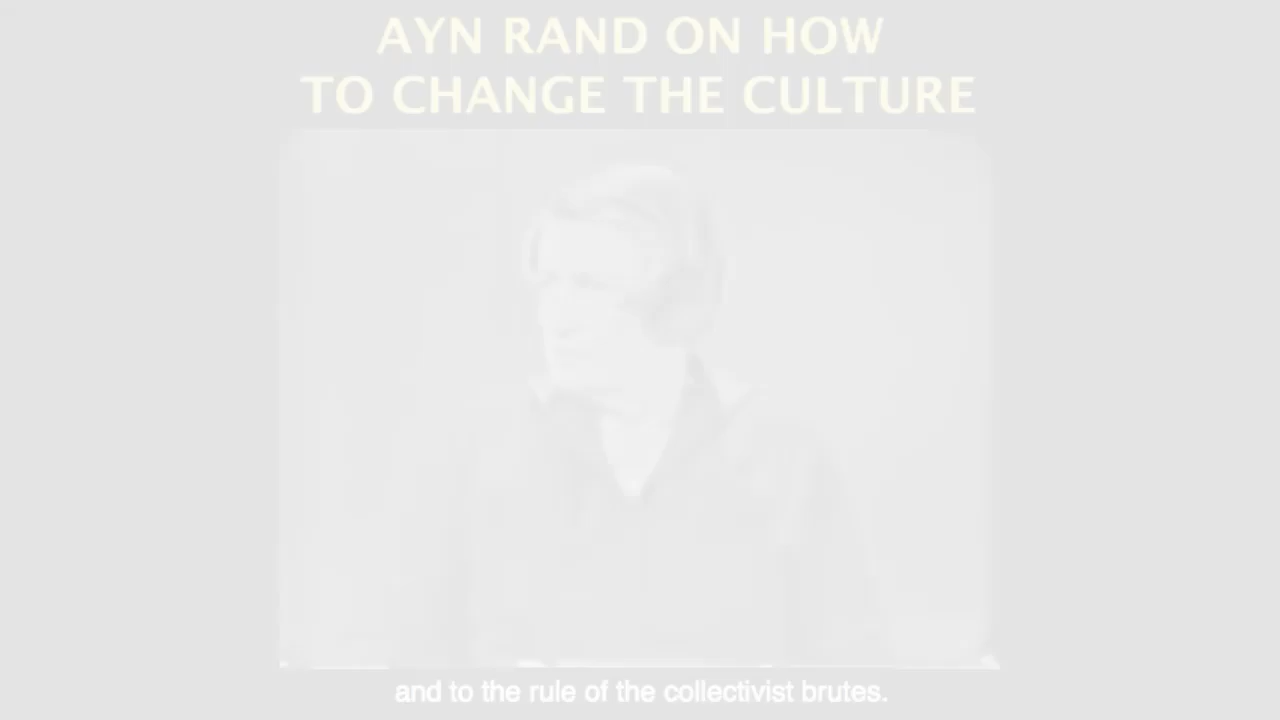 AYN RAND ON HOW
TO CHANGE THE CULTURE
and to the rule of the collectivist brutes.